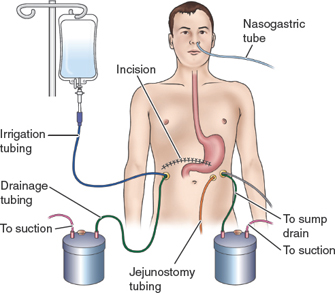 Nasogastric
tube
Incision
Irrigation
tubing
Drainage
tubing
To suction
To sump
drain
To suction
Jejunostomy
tubing